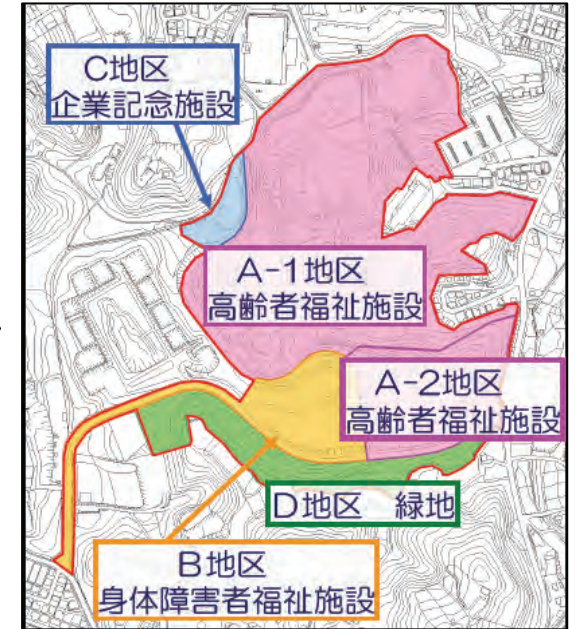 C地区
企業記念施設
A-1地区
高齢者福祉施設
A-2地区
高齢者福祉施設
D地区 緑地
B地区
身体障害者福祉施設